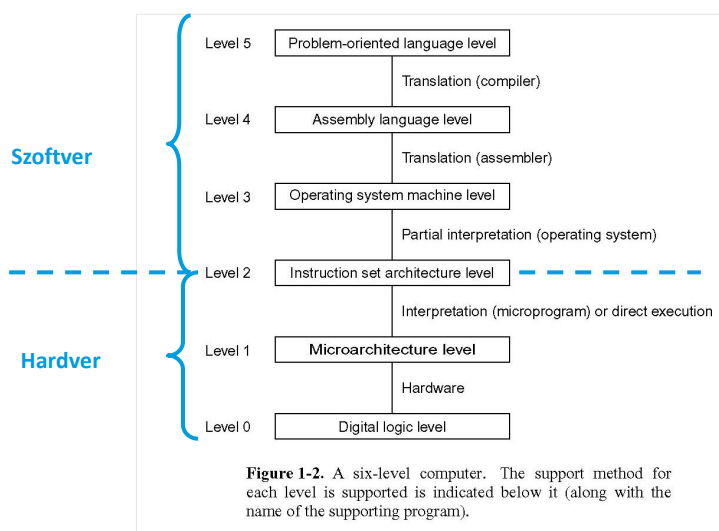 Level 5 Problem-oriented language level
Translation (compiler)
Level 4 Assembly language level
Szoftver
Translation (assembler)
Level 3 Operating system machine level
Partial interpretation (operating system)
Level 2 Instruction set architecture level
Interpretation (microprogram) or direct execution
Hardver
Level 1 Microarchitecture level
Hardware
Level 0 Digital logic level
Figure 1-2. A six-level computer. The support method for
each level is supported is indicated below it (along with the
name of the supporting program).